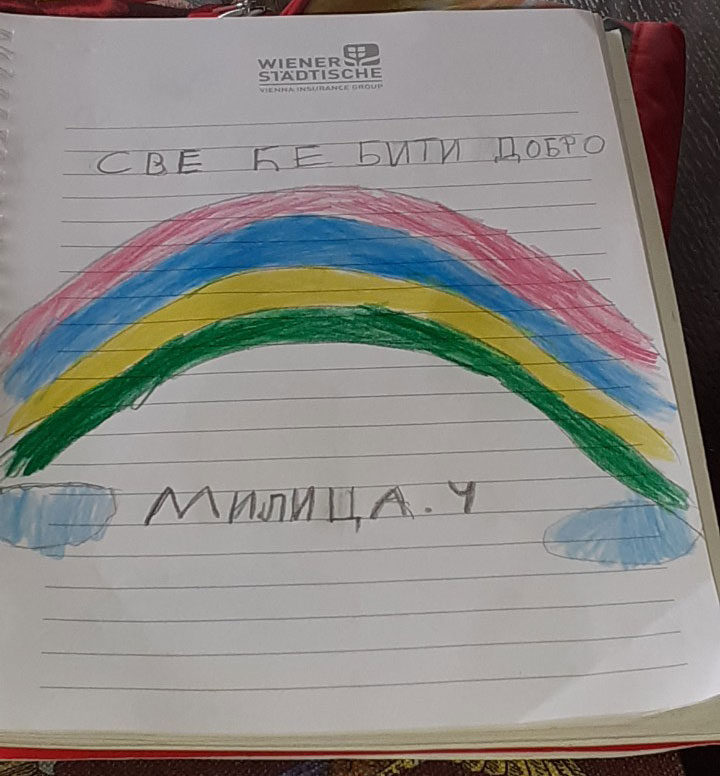 WIENER
STÄDTISCHE
VIENNA INSURANCE GROUP
СВЕ ЋЕ БИТИ ДОБРО
МИЛИЦА. Ч